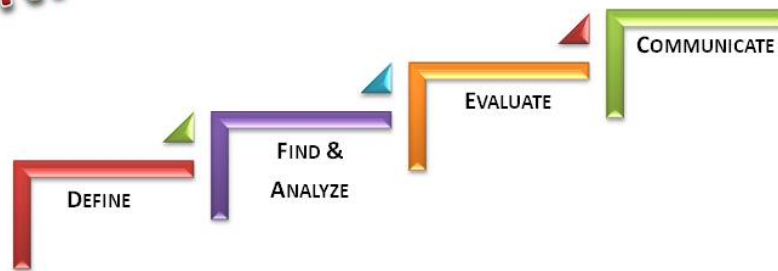 DEFINE
FIND &
ANALYZE
EVALUATE
COMMUNICATE